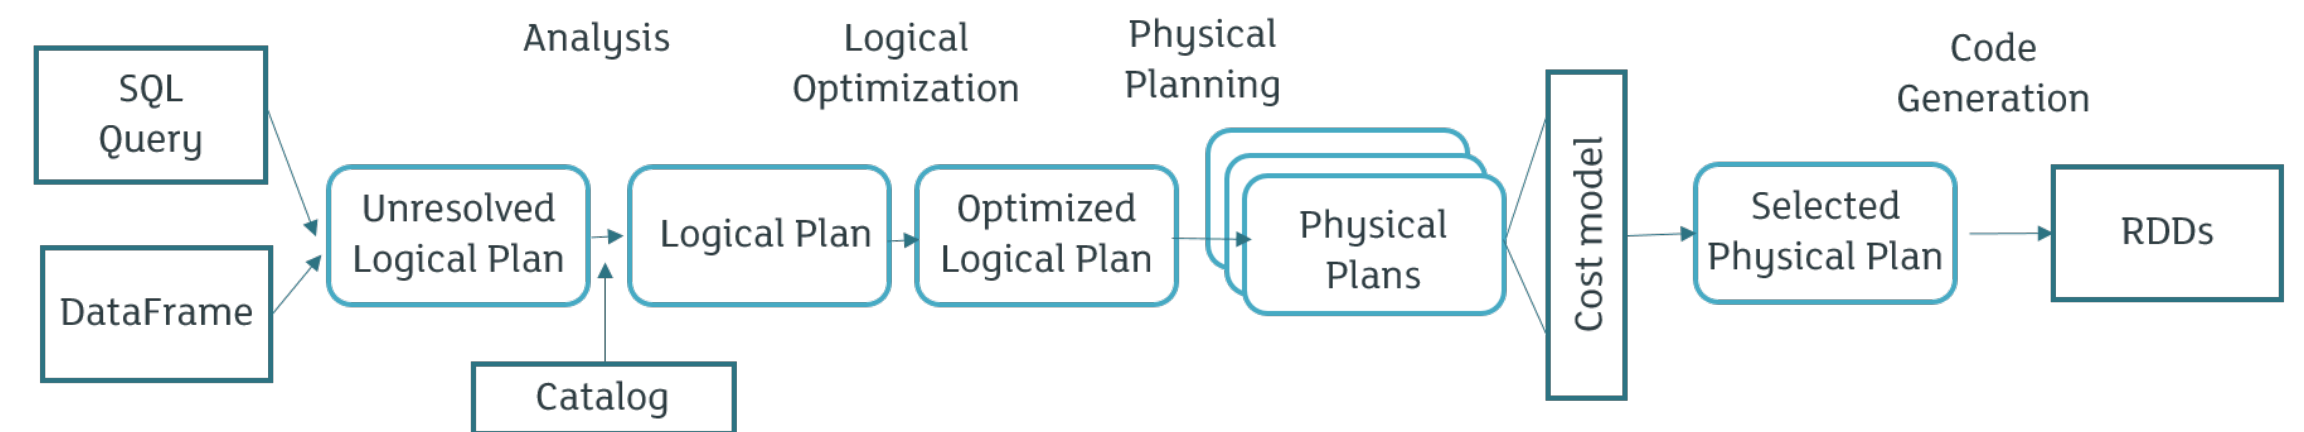 Analysis
Logical
Optimization
Physical
Planning
Code
Generation
SQL
Query
DataFrame
Unresolved
Logical Plan
Catalog
Logical Plan
Optimized
Logical Plan
Physical
Plans
Cost model
Selected
Physical Plan
RDDs